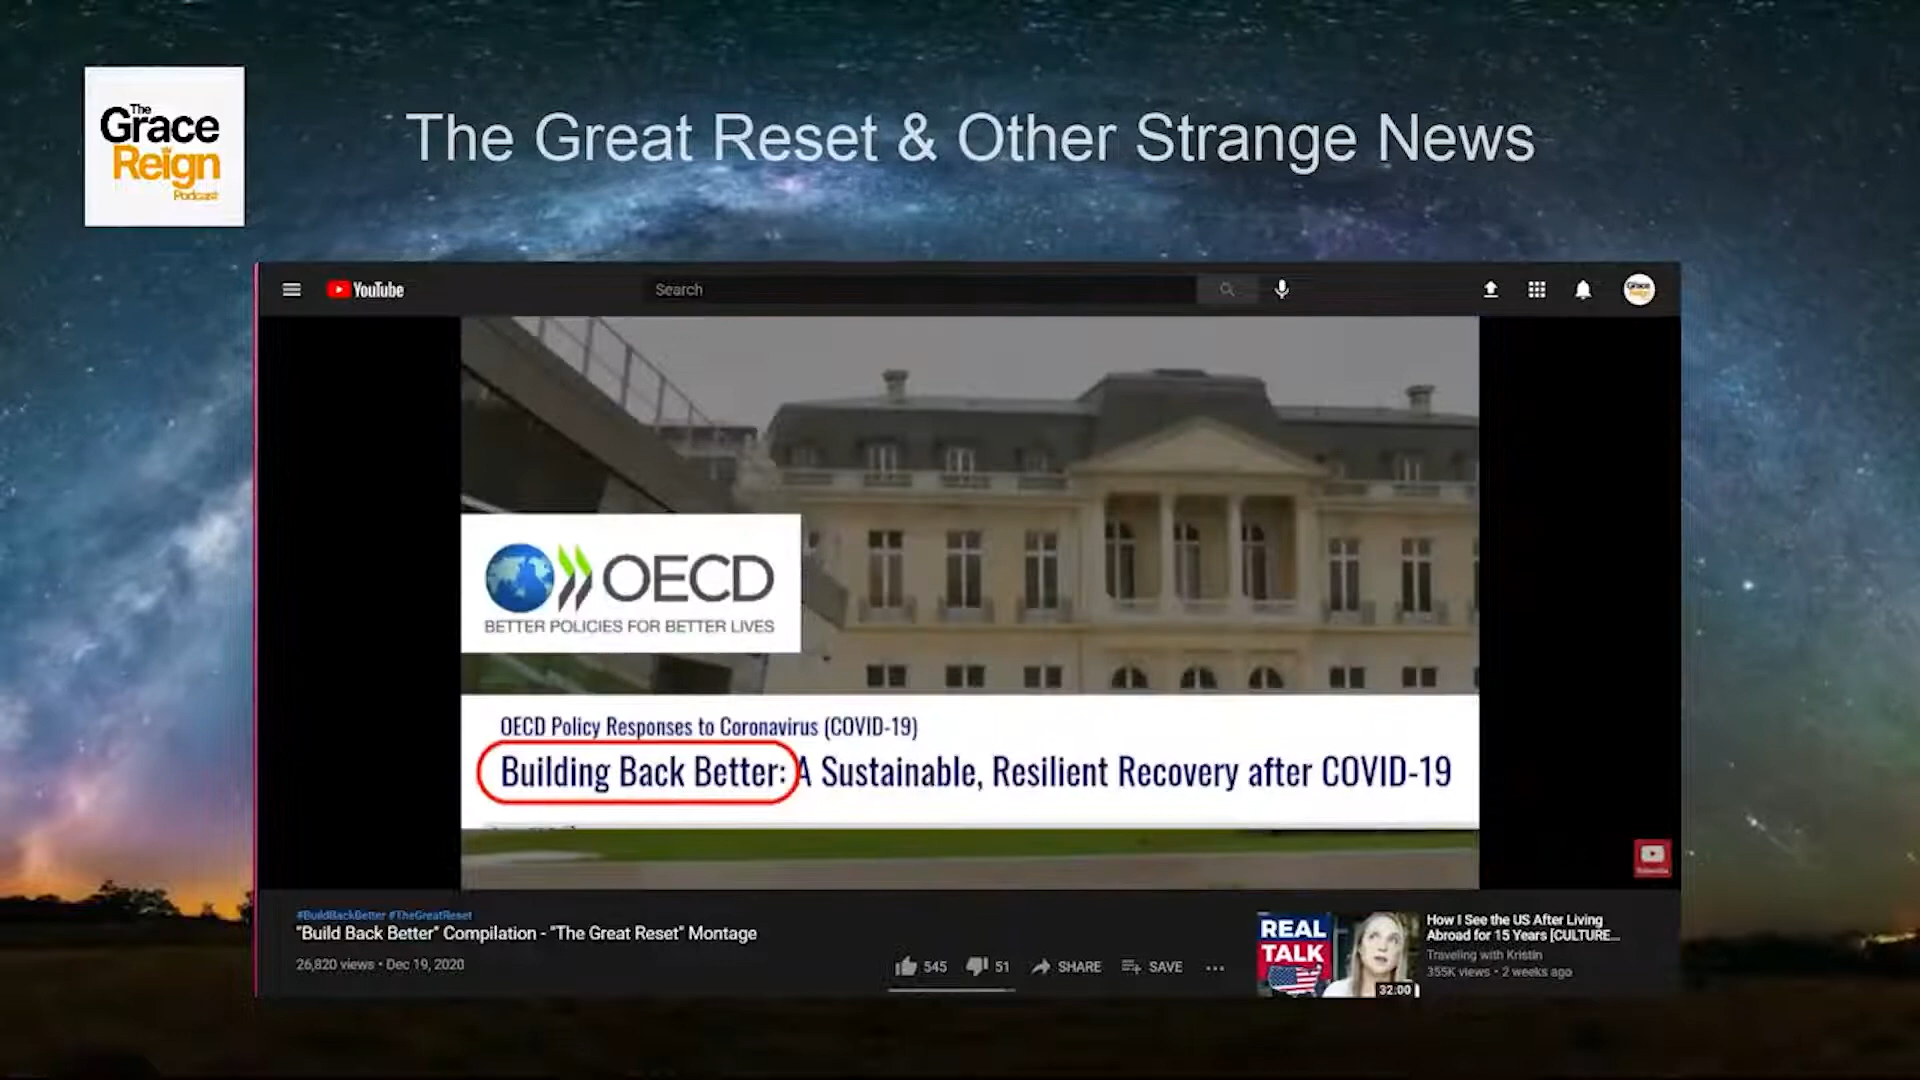 The
Grace
Reign
Podcast
The Great Reset & Other Strange News
YouTube
Search
OECD
BETTER POLICIES FOR BETTER LIVES
OECD Policy Responses to Coronavirus (COVID-19)
Building Back Better: A Sustainable, Resilient Recovery after COVID-19
#BuildBackBetter #TheGreatReset
"Build Back Better" Compilation - "The Great Reset" Montage
26,820 views • Dec 19, 2020
545
51
SHARE
SAVE
REAL
TALK
32:00
How I See the US After Living
Abroad for 15 Years [CULTURE...
Traveling with Kristin
355K views • 2 weeks ago